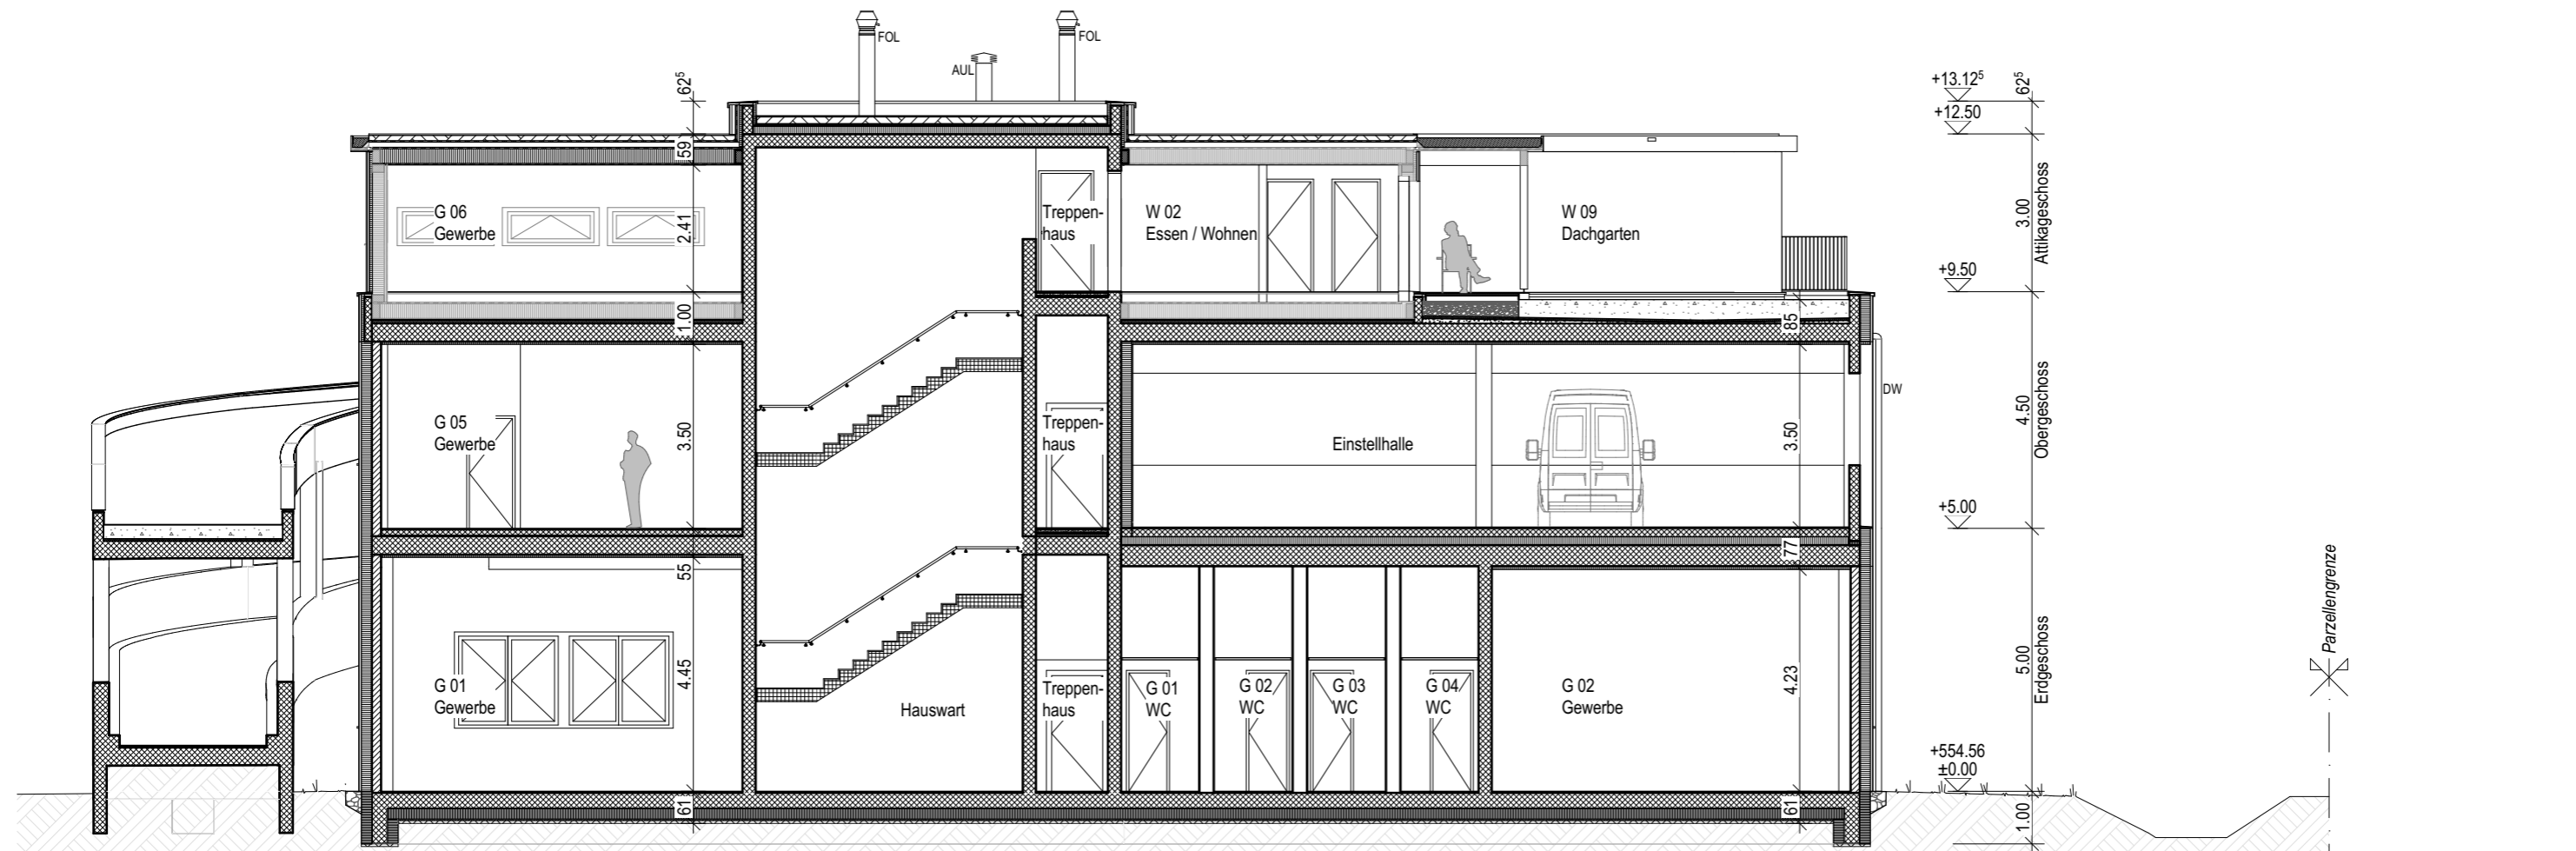 FOL
FOL
AUL
62⁵
+13.12⁵
62⁵
+12.50
59
G 06
Gewerbe
2.41
Treppen-
haus
W 02
Essen / Wohnen
W 09
Dachgarten
3.00
Attikageschoss
+9.50
1.00
85
G 05
Gewerbe
3.50
Treppen-
haus
Einstellhalle
3.50
DW
4.50
Obergeschoss
+5.00
55
77
G 01
Gewerbe
4.45
Hauswart
Treppen-
haus
G 01
WC
G 02
WC
G 03
WC
G 04
WC
G 02
Gewerbe
4.23
5.00
Erdgeschoss
Parzellengrenze
+554.56
±0.00
61
61
1.00